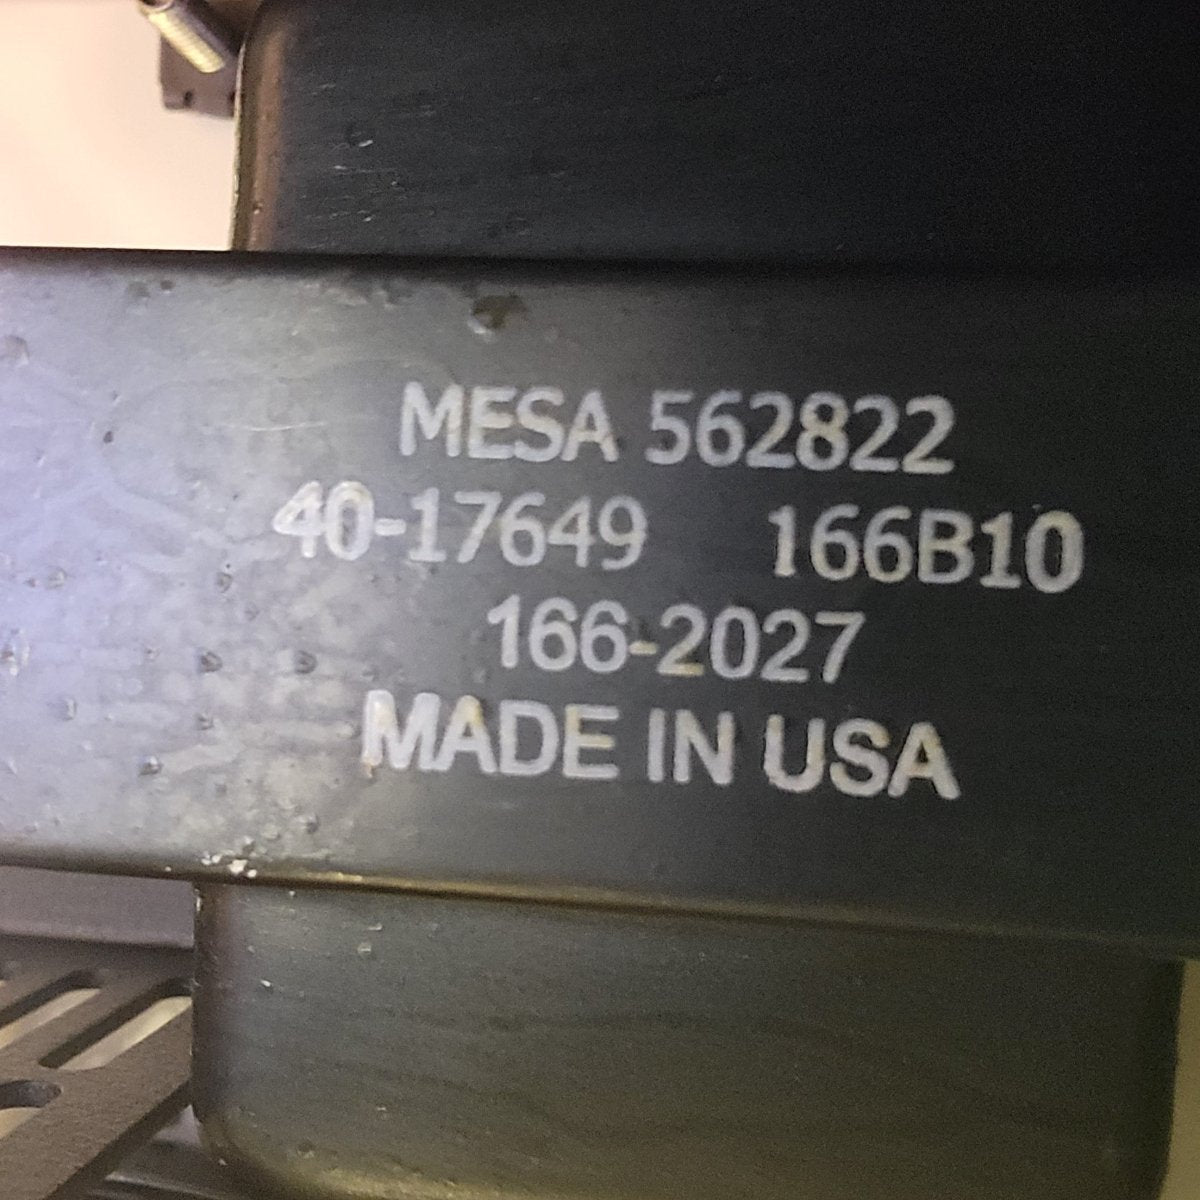 MESA 562822
40-17649 166B10
166-2027
MADE IN USA